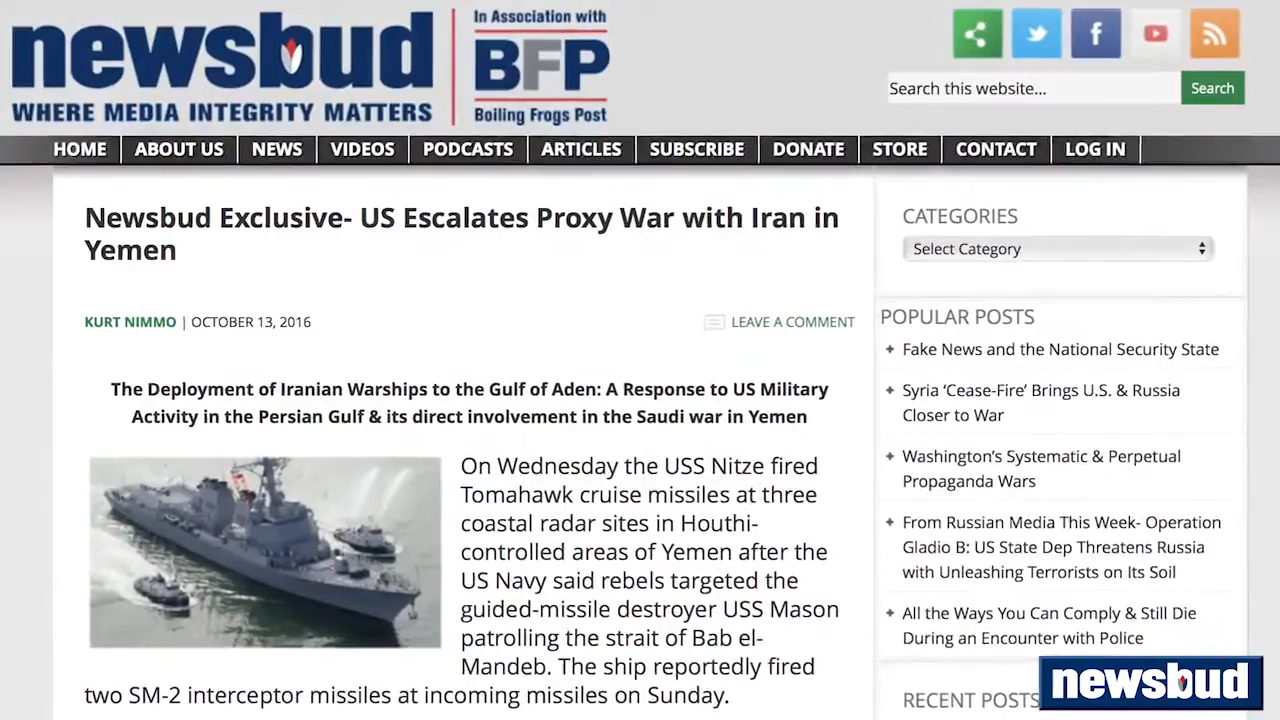 newsbud
WHERE MEDIA INTEGRITY MATTERS
In Association with
BFP
Boiling Frogs Post
Search this website...
Search
HOME
ABOUT US
NEWS
VIDEOS
PODCASTS
ARTICLES
SUBSCRIBE
DONATE
STORE
CONTACT
LOG IN
Newsbud Exclusive- US Escalates Proxy War with Iran in
Yemen
KURT NIMMO | OCTOBER 13, 2016
LEAVE A COMMENT
The Deployment of Iranian Warships to the Gulf of Aden: A Response to US Military
Activity in the Persian Gulf & its direct involvement in the Saudi war in Yemen
On Wednesday the USS Nitze fired
Tomahawk cruise missiles at three
coastal radar sites in Houthi-
controlled areas of Yemen after the
US Navy said rebels targeted the
guided-missile destroyer USS Mason
patrolling the strait of Bab el-
Mandeb. The ship reportedly fired
two SM-2 interceptor missiles at incoming missiles on Sunday.
CATEGORIES
Select Category
POPULAR POSTS
Fake News and the National Security State
Syria ‘Cease-Fire’ Brings U.S. & Russia
Closer to War
Washington’s Systematic & Perpetual
Propaganda Wars
From Russian Media This Week- Operation
Gladio B: US State Dep Threatens Russia
with Unleashing Terrorists on Its Soil
All the Ways You Can Comply & Still Die
During an Encounter with Police
RECENT POSTS
newsbud